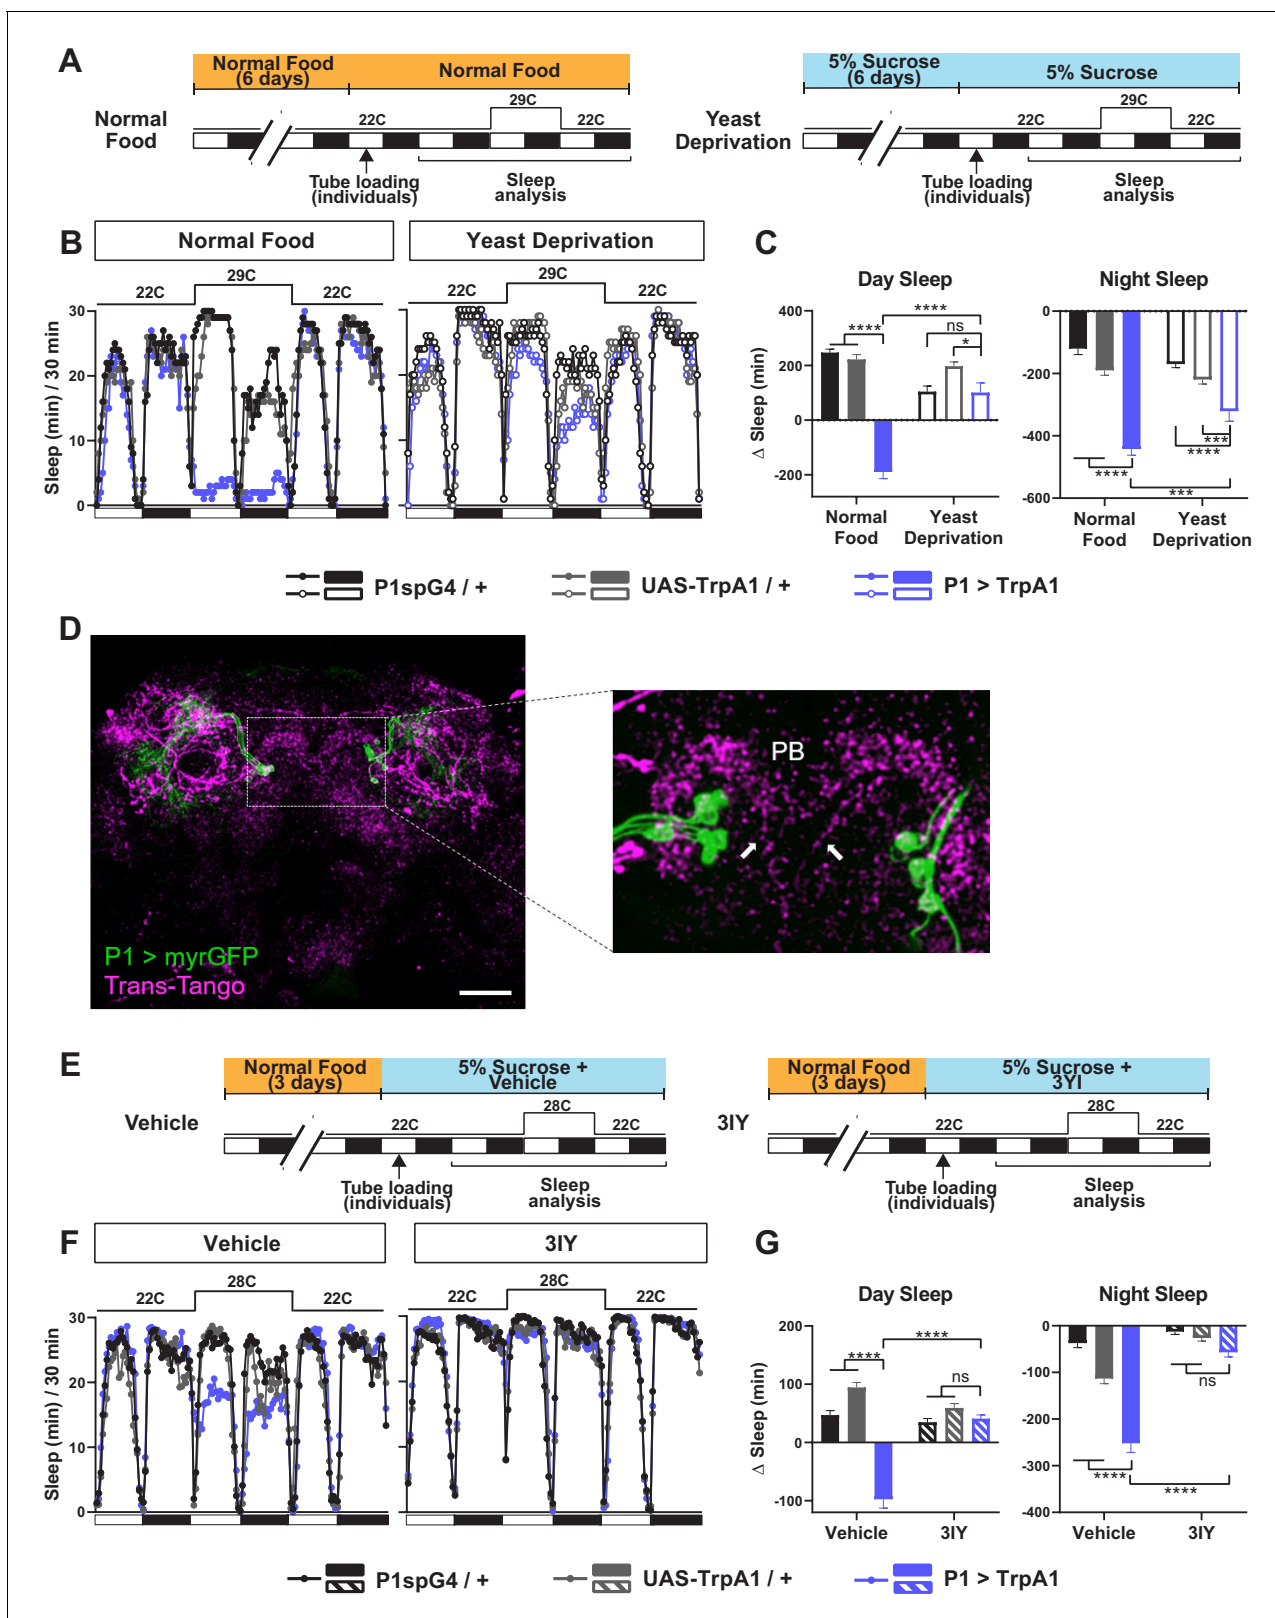 A
Normal Food
(6 days)
Normal Food
Normal
Food
22C
29C
22C
Tube loading
(individuals)
Sleep
analysis
5% Sucrose
(6 days)
5% Sucrose
Yeast
Deprivation
22C
29C
22C
Tube loading
(individuals)
Sleep
analysis
B
Normal Food
Yeast Deprivation
22C
29C
22C
22C
29C
22C
Sleep (min) / 30 min
30
20
10
0
C
Day Sleep
Δ Sleep (min)
400
200
0
-200
****
****
ns
*
Normal
Food
Yeast
Deprivation
Night Sleep
0
-200
-400
-600
****
***
****
***
Normal
Food
Yeast
Deprivation
P1spG4 / +
UAS-TrpA1 / +
P1 > TrpA1
D
PB
P1 > myrGFP
Trans-Tango
E
Normal Food
(3 days)
5% Sucrose +
Vehicle
Vehicle
22C
28C
22C
Tube loading
(individuals)
Sleep
analysis
Normal Food
(3 days)
5% Sucrose +
3YI
3IY
22C
28C
22C
Tube loading
(individuals)
Sleep
analysis
F
Vehicle
3IY
22C
28C
22C
22C
28C
22C
Sleep (min) / 30 min
30
20
10
0
G
Day Sleep
Δ Sleep (min)
200
100
0
-100
****
****
ns
Vehicle
3IY
Night Sleep
0
-100
-200
-300
-400
ns
****
****
Vehicle
3IY
P1spG4 / +
UAS-TrpA1 / +
P1 > TrpA1